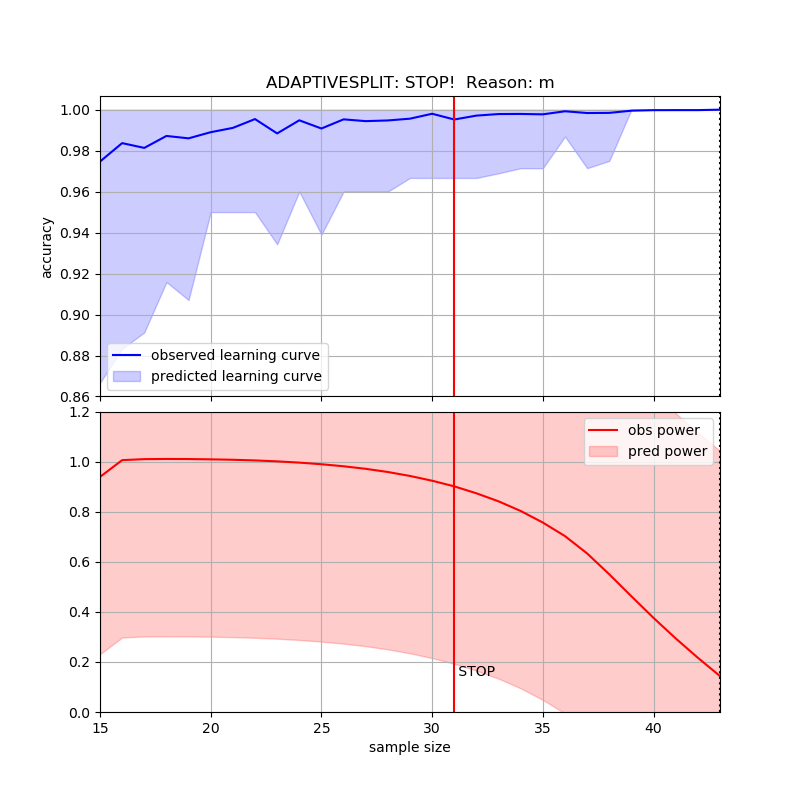 ADAPTIVESPLIT: STOP!  Reason: m
1.00
0.98
0.96
0.94
0.92
0.90
0.88
0.86
accuracy
observed learning curve
predicted learning curve
1.2
1.0
0.8
0.6
0.4
0.2
0.0
obs power
pred power
STOP
15 20 25 30 35 40
sample size